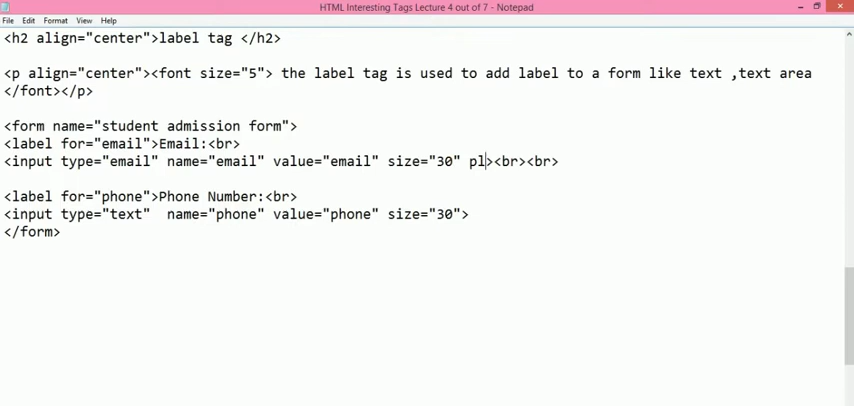 HTML Interesting Tags Lecture 4 out of 7 - Notepad
File Edit Format View Help
<h2 align="center">label tag </h2>
<p align="center"><font size="5"> the label tag is used to add label to a form like text ,text area
</font></p>
<form name="student admission form">
<label for="email">Email:<br>
<input type="email" name="email" value="email" size="30" pl><br><br>
<label for="phone">Phone Number:<br>
<input type="text"  name="phone" value="phone" size="30">
</form>